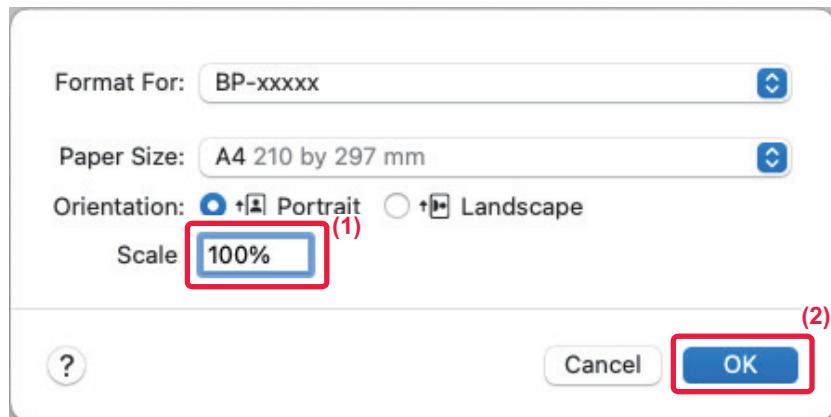 Format For: BP-xxxxx
Paper Size: A4 210 by 297 mm
Orientation: Portrait Landscape
(1)
Scale 100%
(2)
? Cancel OK